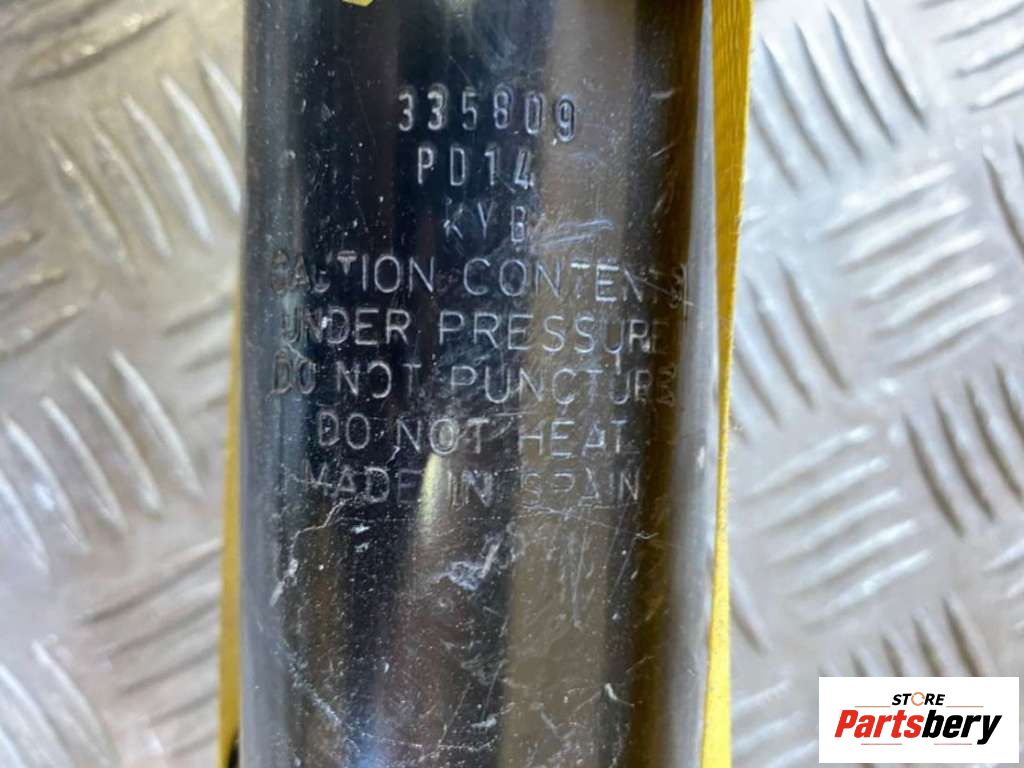 335809
PD14
KYB
CAUTION CONTENTS
UNDER PRESSURE
DO NOT PUNCTURE
DO NOT HEAT
MADE IN SPAIN
STORE
Partsbery